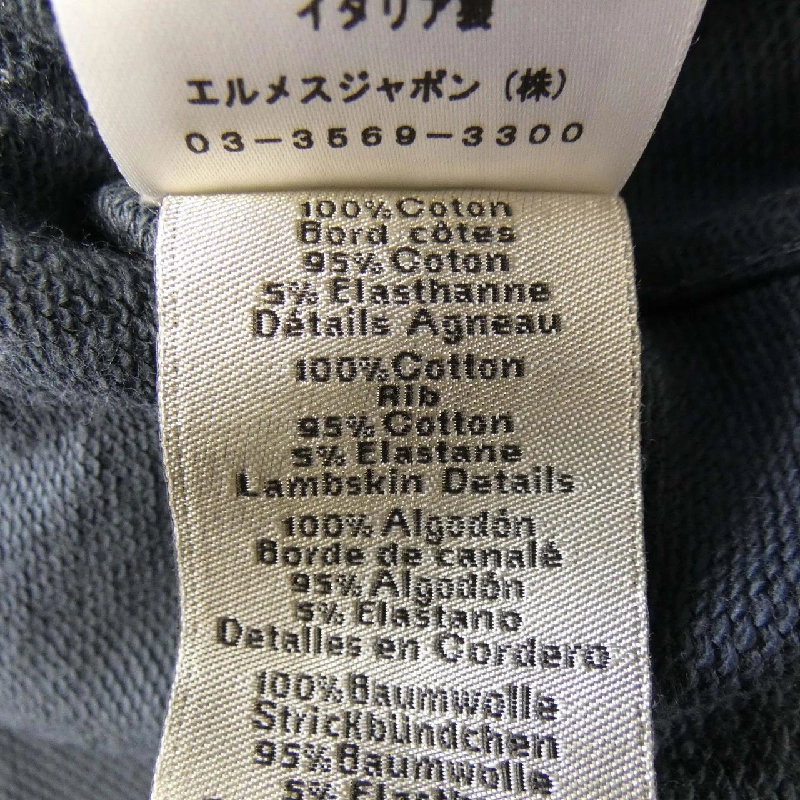 イタリア製
エルメスジャポン（株）
03-3569-3300
100%Coton
Bord côtes
95%Coton
5% Elasthanne
Détails Agneau
100%Cotton
Rib
95% Cotton
5% Elastane
Lambskin Details
100% Algodón
Borde de canalé
95% Algodón
5% Elastano
Detalles en Cordero
100%Baumwolle
Strickbündchen
95%Baumwolle
5%